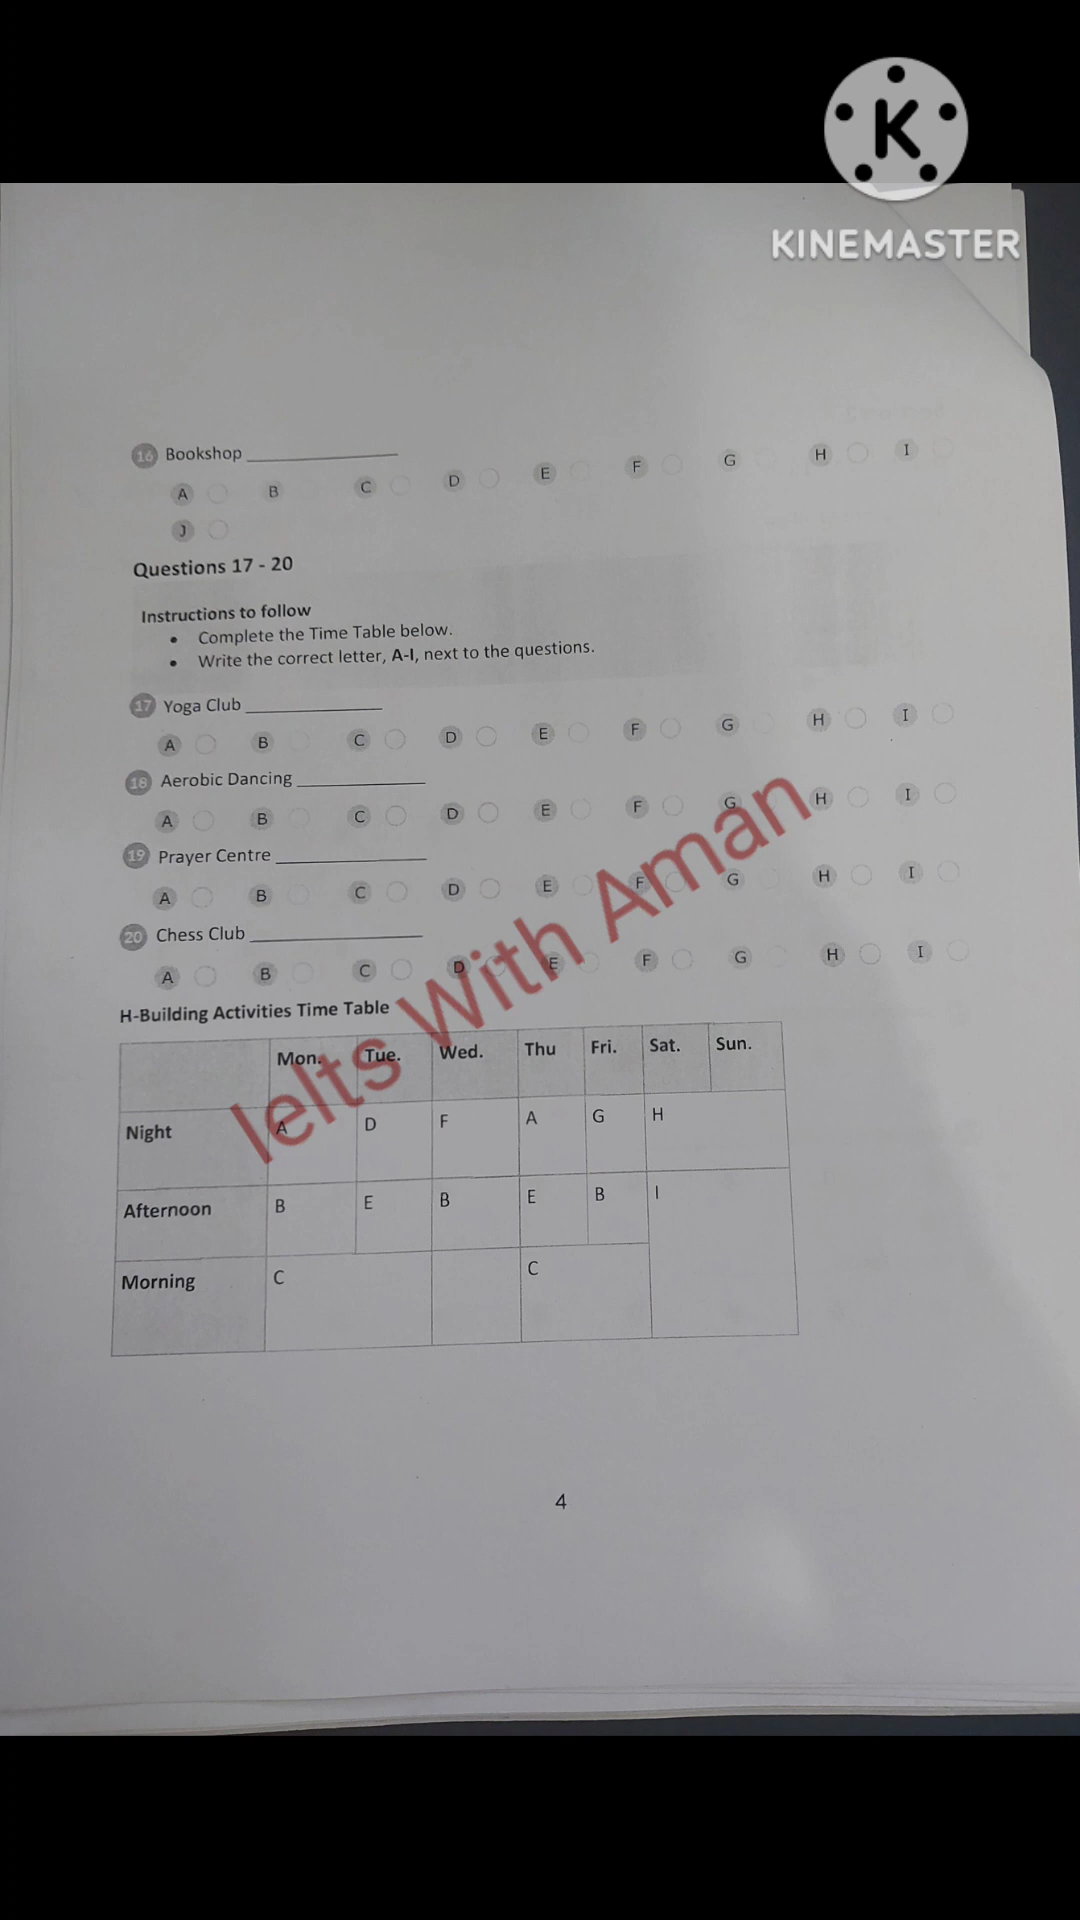 K
KINEMASTER
16 Bookshop
A B C D E F G H I
J
Questions 17 - 20
Instructions to follow
• Complete the Time Table below.
• Write the correct letter, A-I, next to the questions.
17 Yoga Club
A B C D E F G H I
18 Aerobic Dancing
A B C D E F G H I
19 Prayer Centre
A B C D E F G H I
20 Chess Club
A B C D E F G H I
H-Building Activities Time Table
Mon. Tue. Wed. Thu Fri. Sat. Sun.
Night A D F A G H
Afternoon B E B E B I
Morning C C
Ielts With Aman
4